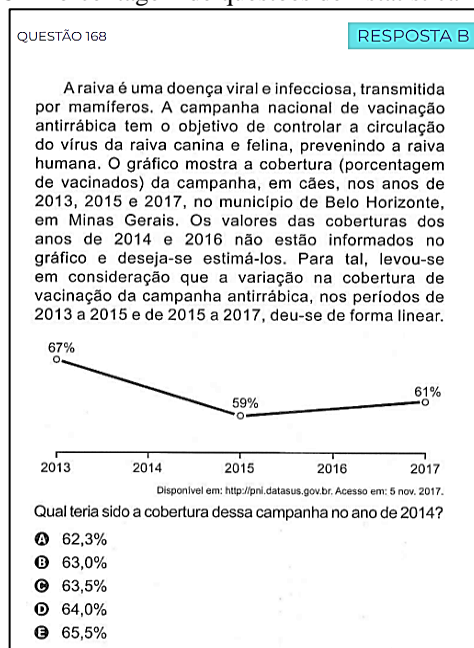 QUESTÃO 168
RESPOSTA B
A raiva é uma doença viral e infecciosa, transmitida
por mamíferos. A campanha nacional de vacinação
antirrábica tem o objetivo de controlar a circulação
do vírus da raiva canina e felina, prevenindo a raiva
humana. O gráfico mostra a cobertura (porcentagem
de vacinados) da campanha, em cães, nos anos de
2013, 2015 e 2017, no município de Belo Horizonte,
em Minas Gerais. Os valores das coberturas dos
anos de 2014 e 2016 não estão informados no
gráfico e deseja-se estimá-los. Para tal, levou-se
em consideração que a variação na cobertura de
vacinação da campanha antirrábica, nos períodos de
2013 a 2015 e de 2015 a 2017, deu-se de forma linear.
67%
59%
61%
2013 2014 2015 2016 2017
Disponível em: http://pni.datasus.gov.br. Acesso em: 5 nov. 2017.
Qual teria sido a cobertura dessa campanha no ano de 2014?
A 62,3%
B 63,0%
C 63,5%
D 64,0%
E 65,5%